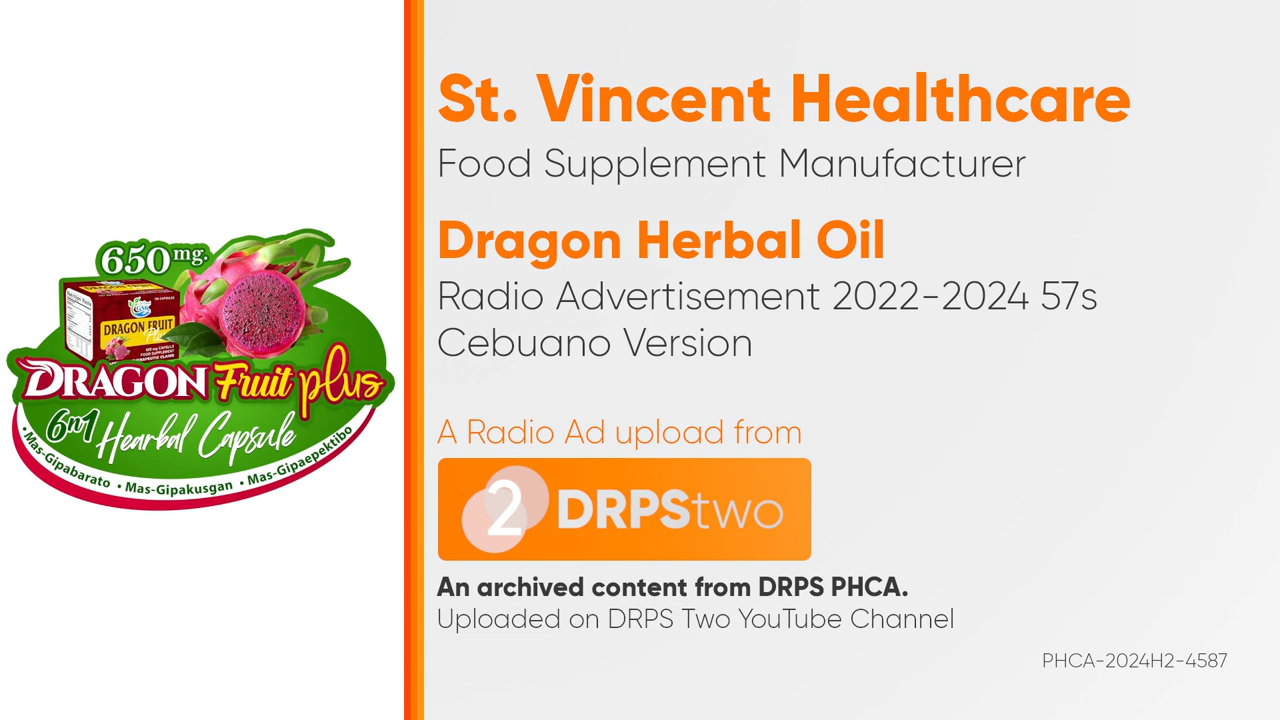 650mg.
DRAGON FRUIT
DRAGON Fruit plus
6n1 Hearbal Capsule
•Mas-Gipabarato • Mas-Gipakusgan • Mas-Gipaepektibo
St. Vincent Healthcare
Food Supplement Manufacturer
Dragon Herbal Oil
Radio Advertisement 2022-2024 57s
Cebuano Version
A Radio Ad upload from
2 DRPStwo
An archived content from DRPS PHCA.
Uploaded on DRPS Two YouTube Channel
PHCA-2024H2-4587